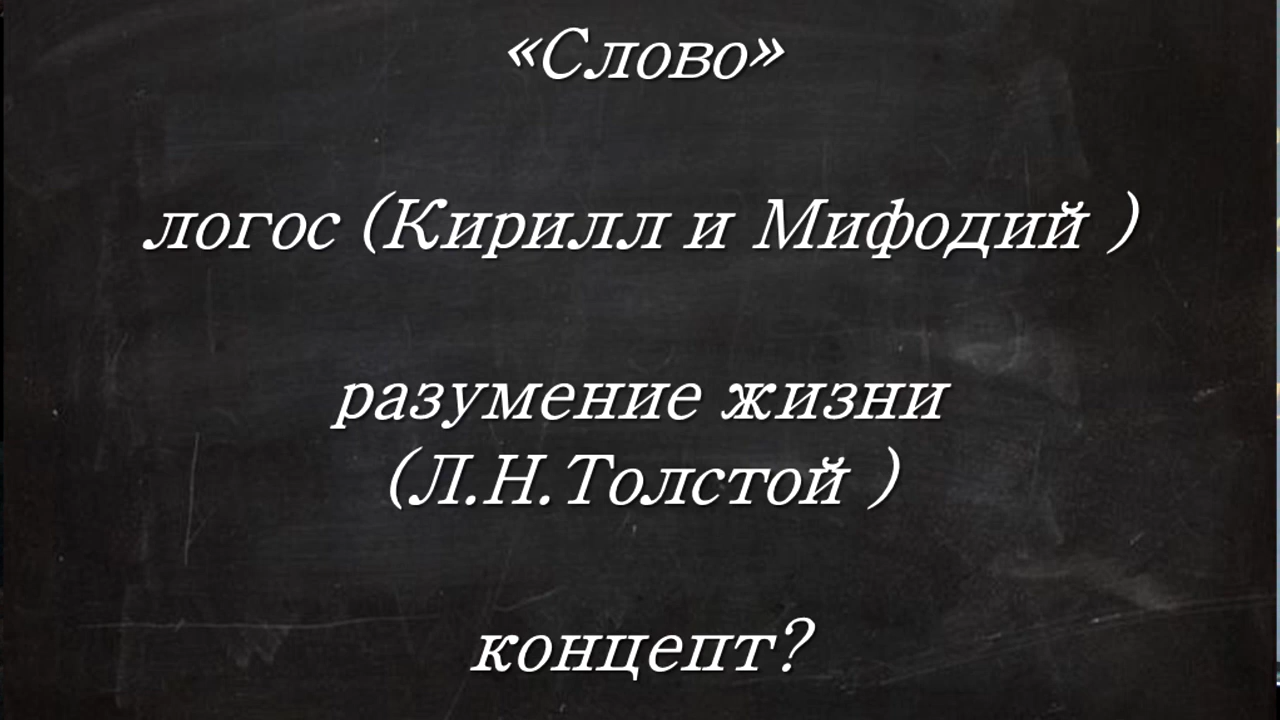 «Слово»
логос (Кирилл и Мифодий )
разумение жизни
(Л.Н.Толстой )
концепт?